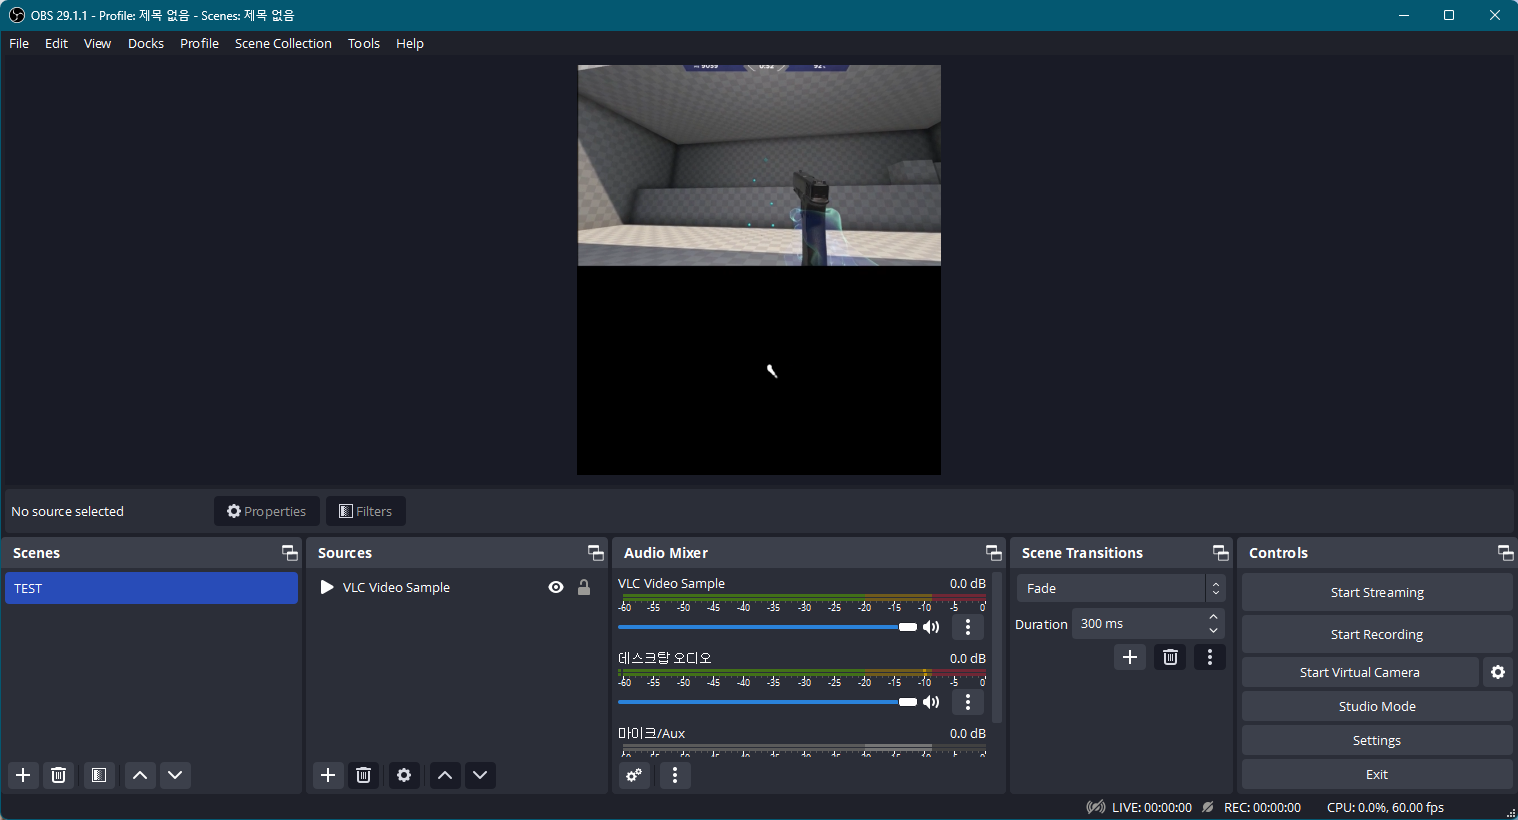 OBS 29.1.1 - Profile: 제목 없음 - Scenes: 제목 없음
File Edit View Docks Profile Scene Collection Tools Help
No source selected Properties Filters
Scenes
TEST
Sources
VLC Video Sample
Audio Mixer
VLC Video Sample 0.0 dB
-60 -55 -50 -45 -40 -35 -30 -25 -20 -15 -10 -5 0
데스크탑 오디오 0.0 dB
-60 -55 -50 -45 -40 -35 -30 -25 -20 -15 -10 -5 0
마이크/Aux 0.0 dB
Scene Transitions
Fade
Duration 300 ms
Controls
Start Streaming
Start Recording
Start Virtual Camera
Studio Mode
Settings
Exit
LIVE: 00:00:00 REC: 00:00:00 CPU: 0.0%, 60.00 fps